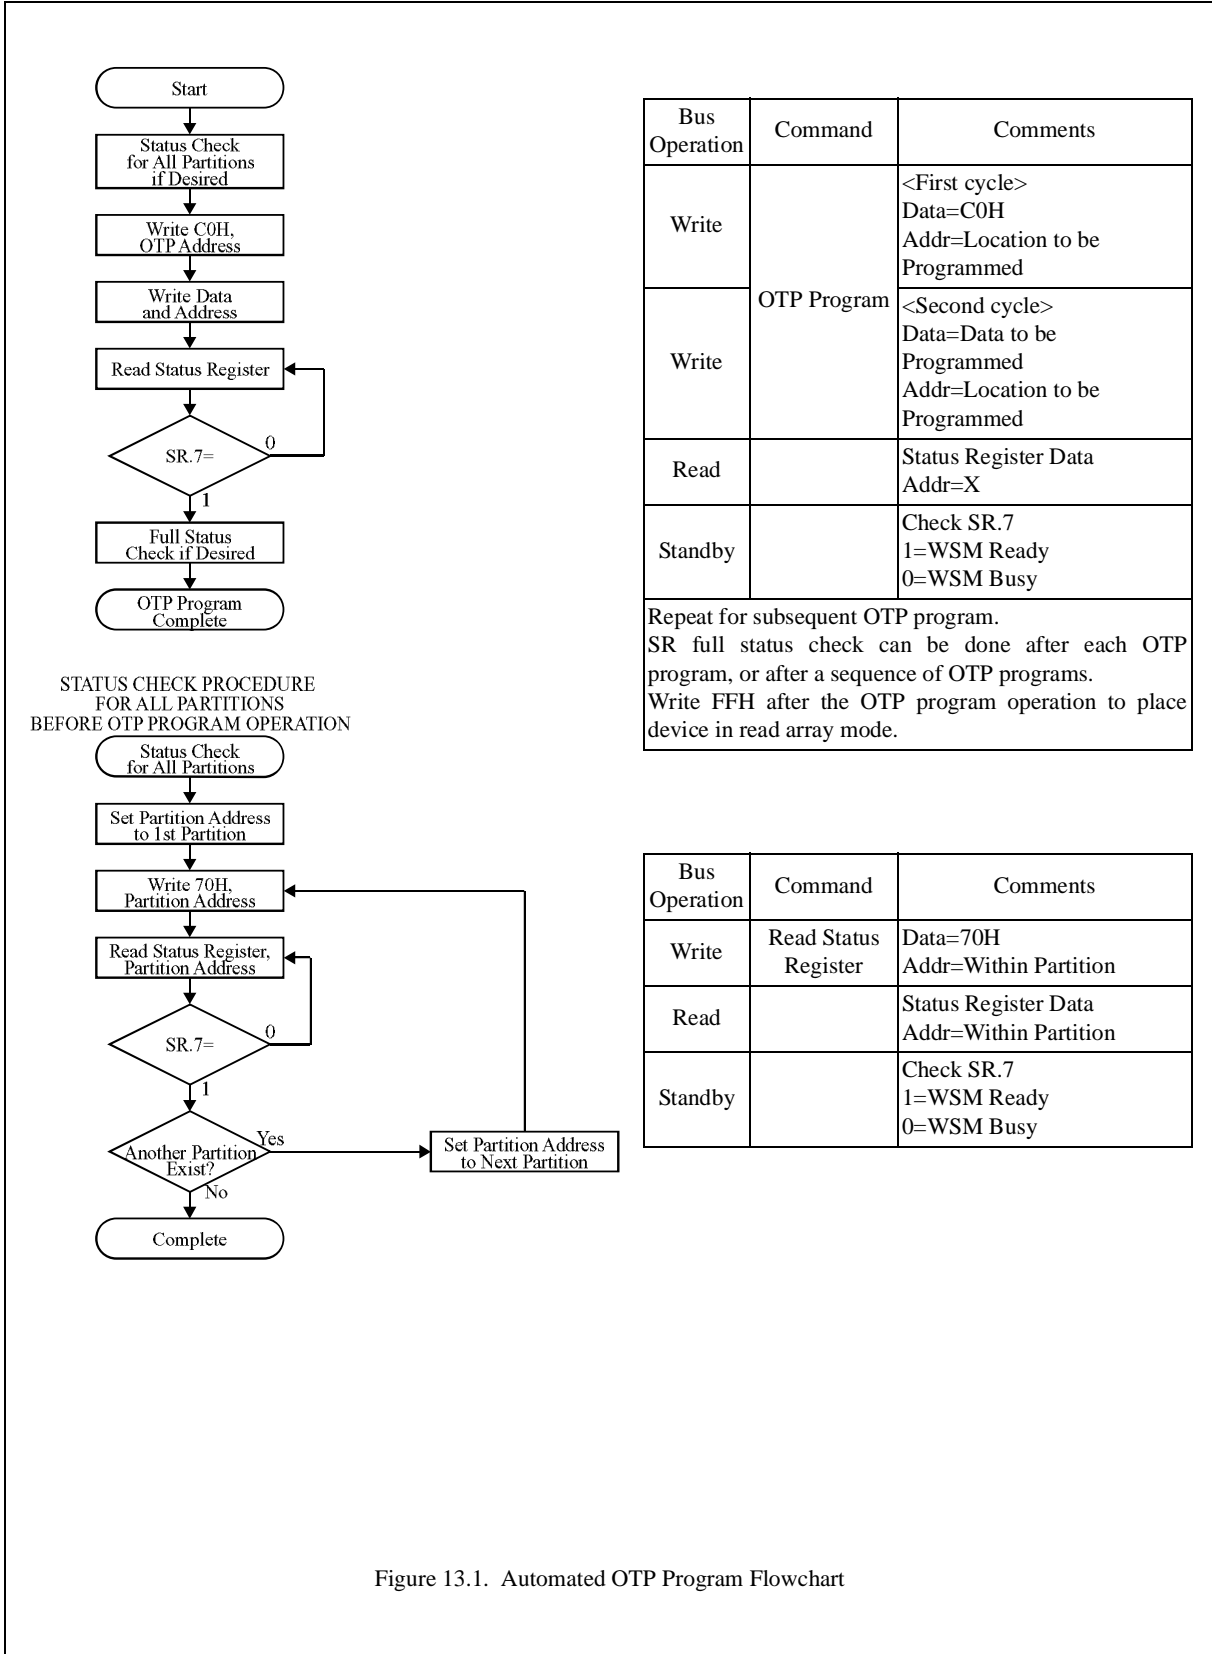 Start
Status Check
for All Partitions
if Desired
Write C0H,
OTP Address
Write Data
and Address
Read Status Register
SR.7=
0
1
Full Status
Check if Desired
OTP Program
Complete
Bus
Operation
Command
Comments
Write
OTP Program
<First cycle>
Data=C0H
Addr=Location to be
Programmed
Write
<Second cycle>
Data=Data to be
Programmed
Addr=Location to be
Programmed
Read
Status Register Data
Addr=X
Standby
Check SR.7
1=WSM Ready
0=WSM Busy
Repeat for subsequent OTP program.
SR full status check can be done after each OTP
program, or after a sequence of OTP programs.
Write FFH after the OTP program operation to place
device in read array mode.
STATUS CHECK PROCEDURE
FOR ALL PARTITIONS
BEFORE OTP PROGRAM OPERATION
Status Check
for All Partitions
Set Partition Address
to 1st Partition
Write 70H,
Partition Address
Read Status Register,
Partition Address
SR.7=
0
1
Another Partition
Exist?
Yes
No
Set Partition Address
to Next Partition
Complete
Bus
Operation
Command
Comments
Write
Read Status
Register
Data=70H
Addr=Within Partition
Read
Status Register Data
Addr=Within Partition
Standby
Check SR.7
1=WSM Ready
0=WSM Busy
Figure 13.1. Automated OTP Program Flowchart